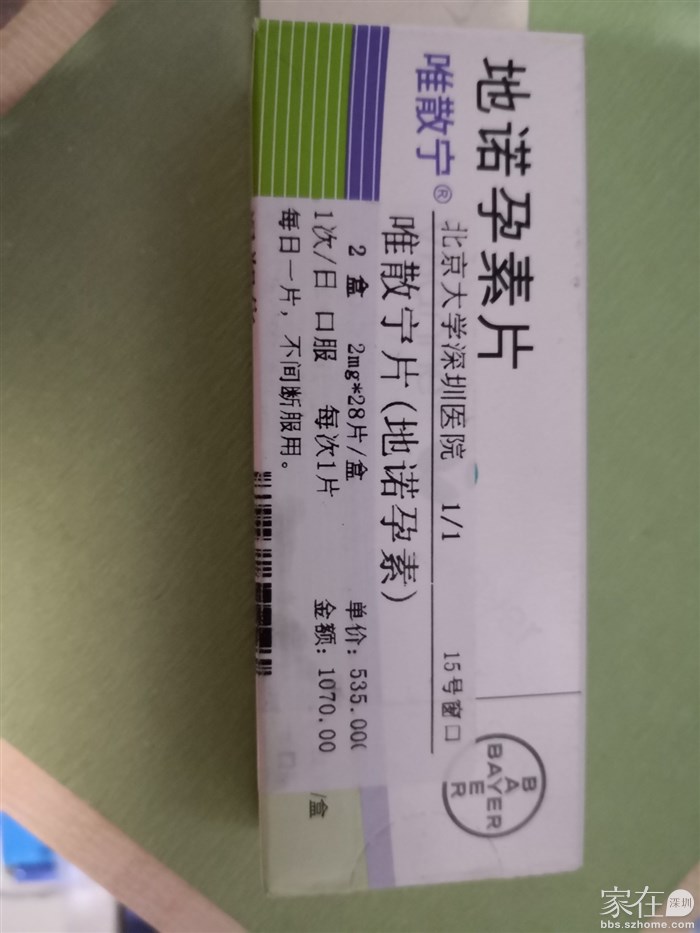 地诺孕素片
唯散宁®
北京大学深圳医院 1/1 15号窗口
唯散宁片(地诺孕素)
2 盒 2mg*28片/盒 单价: 535.00
1次/日 口服 每次1片 金额: 1070.00
每日一片, 不间断服用。
/盒
BAYER
BAYER
家在深圳
bbs.szhome.com